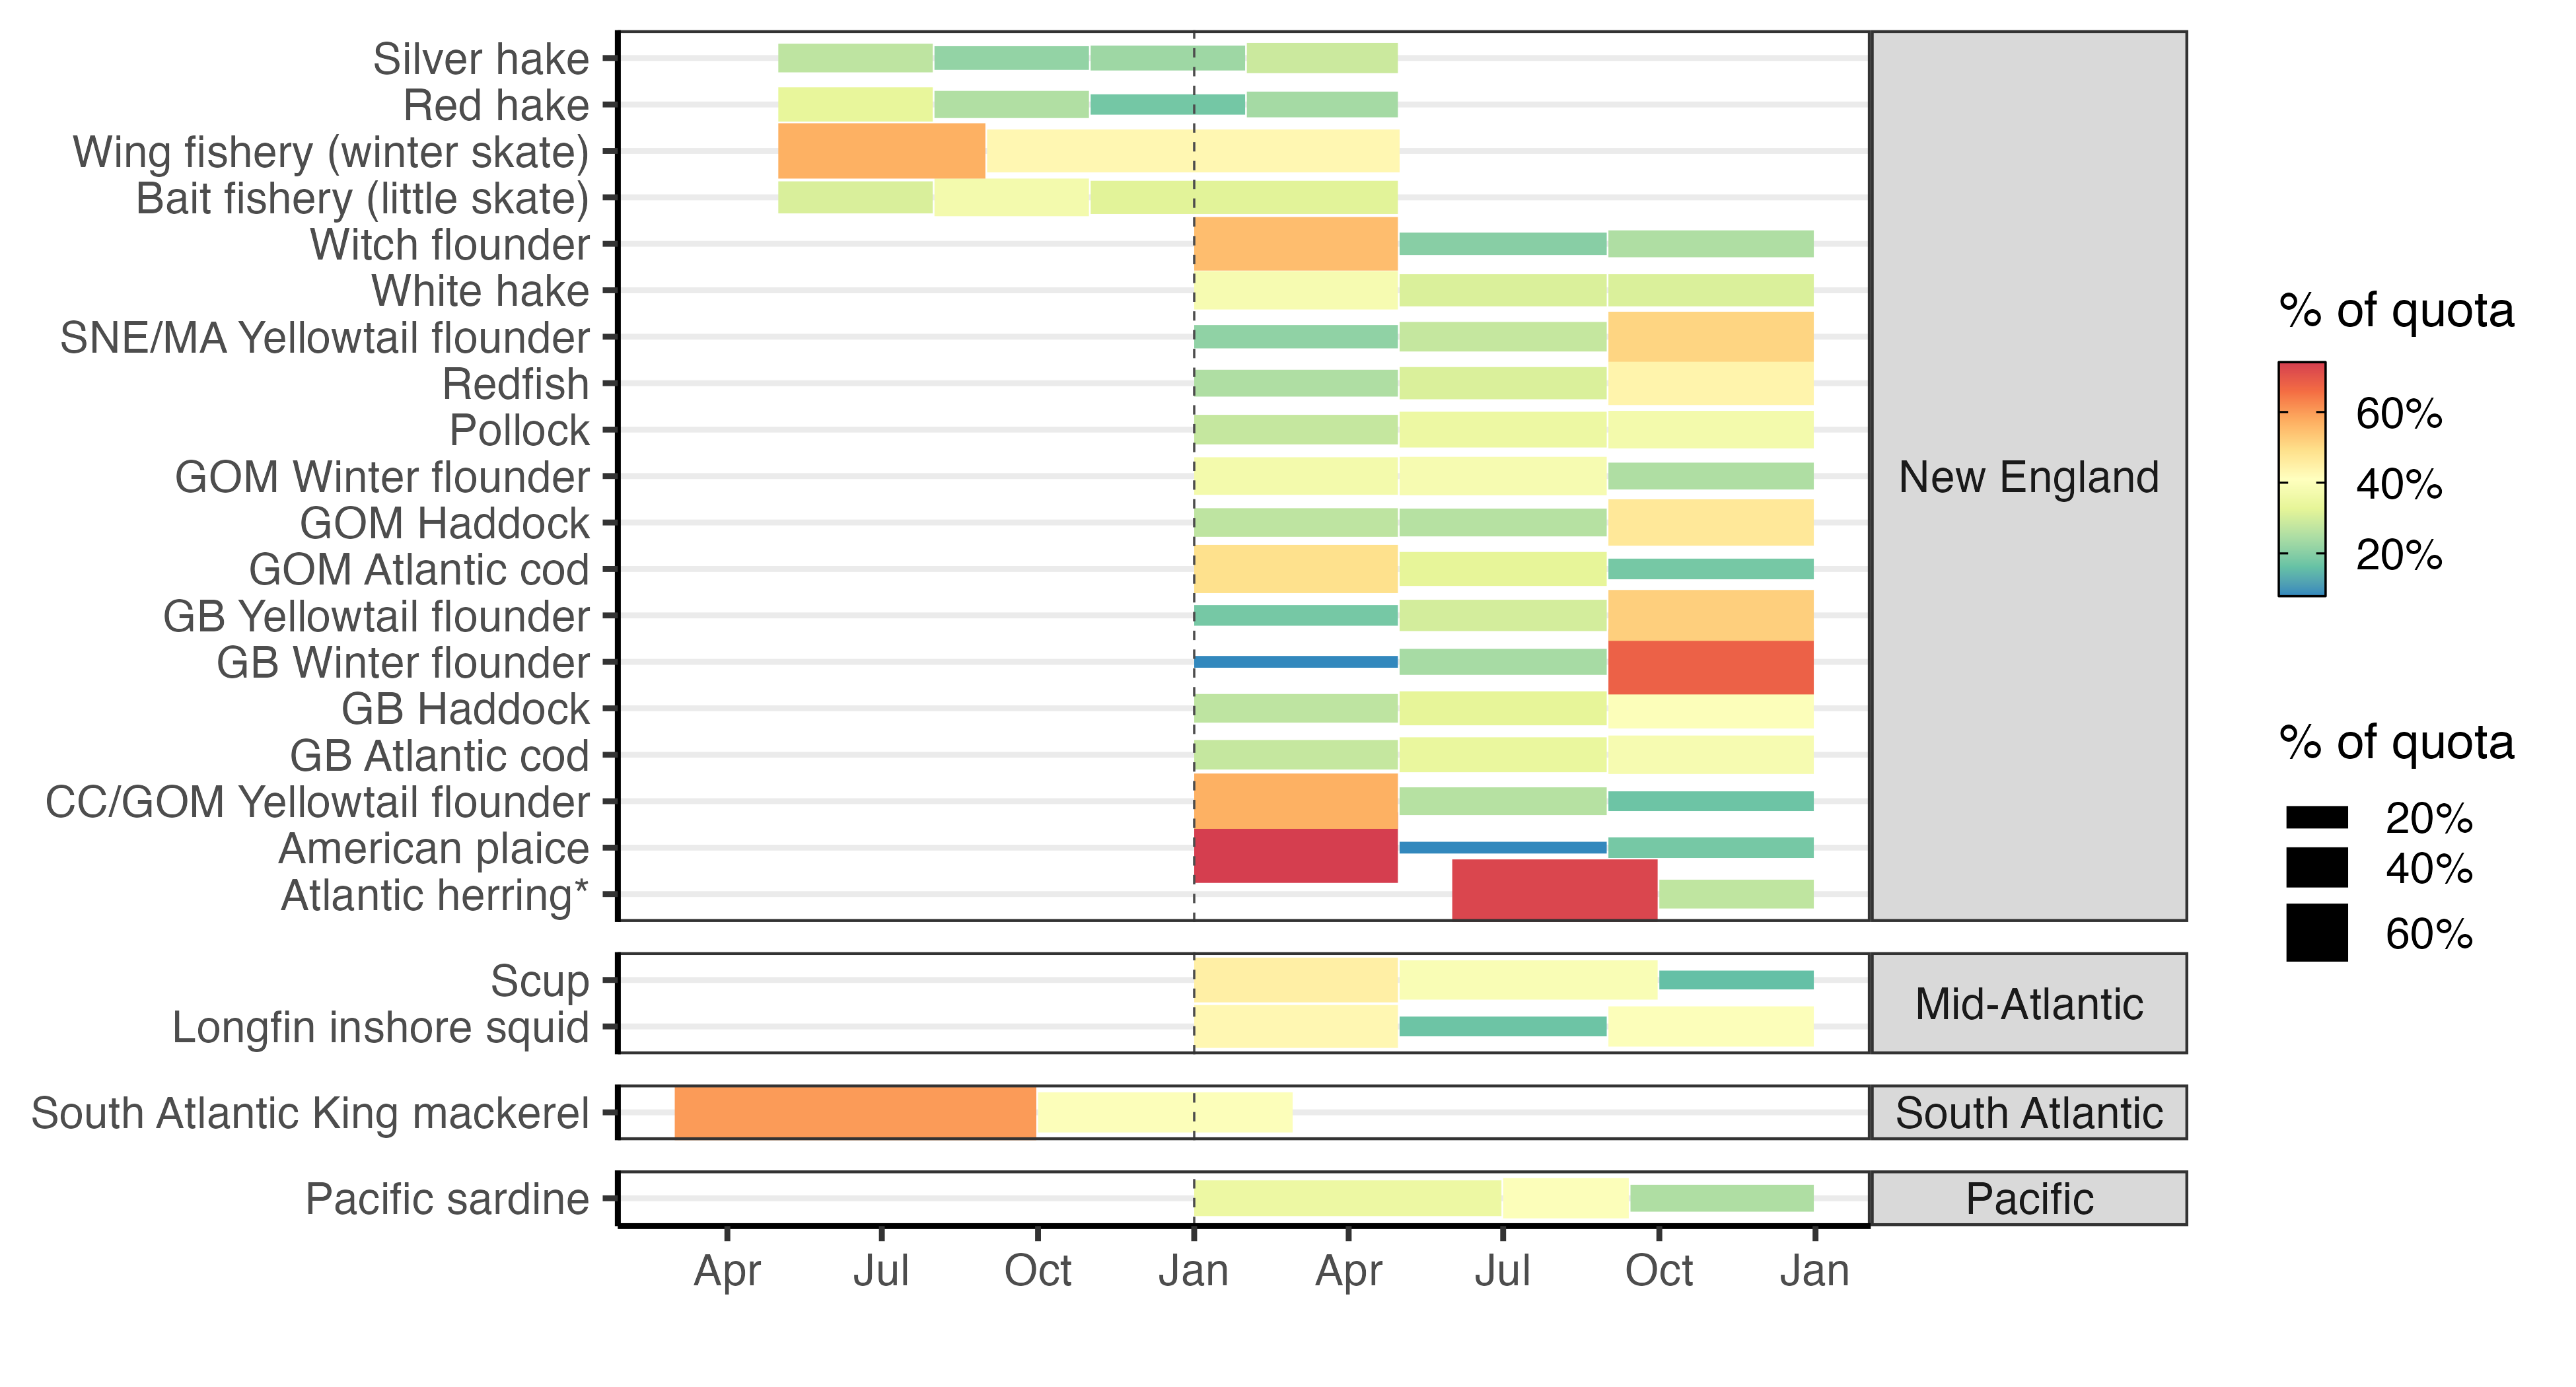 Silver hake
Red hake
Wing fishery (winter skate)
Bait fishery (little skate)
Witch flounder
White hake
SNE/MA Yellowtail flounder
Redfish
Pollock
GOM Winter flounder
GOM Haddock
GOM Atlantic cod
GB Yellowtail flounder
GB Winter flounder
GB Haddock
GB Atlantic cod
CC/GOM Yellowtail flounder
American plaice
Atlantic herring*
New England
Scup
Longfin inshore squid
Mid-Atlantic
South Atlantic King mackerel
South Atlantic
Pacific sardine
Pacific
Apr Jul Oct Jan Apr Jul Oct Jan
% of quota
60%
40%
20%
% of quota
20%
40%
60%